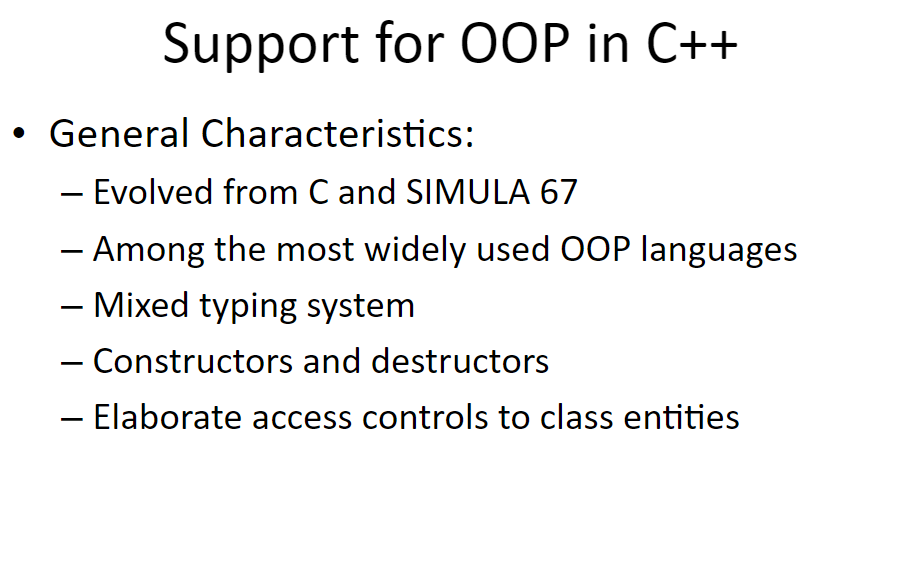 Support for OOP in C++
• General Characteristics:
– Evolved from C and SIMULA 67
– Among the most widely used OOP languages
– Mixed typing system
– Constructors and destructors
– Elaborate access controls to class entities